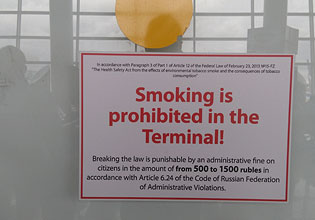 In accordance with Paragraph 3 of Part 1 of Article 12 of the Federal Law of February 23, 2013 №15-FZ
"The Health Safety Act from the effects of environmental tobacco smoke and the consequences of tobacco
consumption"
Smoking is
prohibited in the
Terminal!
Breaking the law is punishable by an administrative fine on
citizens in the amount of from 500 to 1500 rubles in
accordance with Article 6.24 of the Code of Russian Federation
of Administrative Violations.